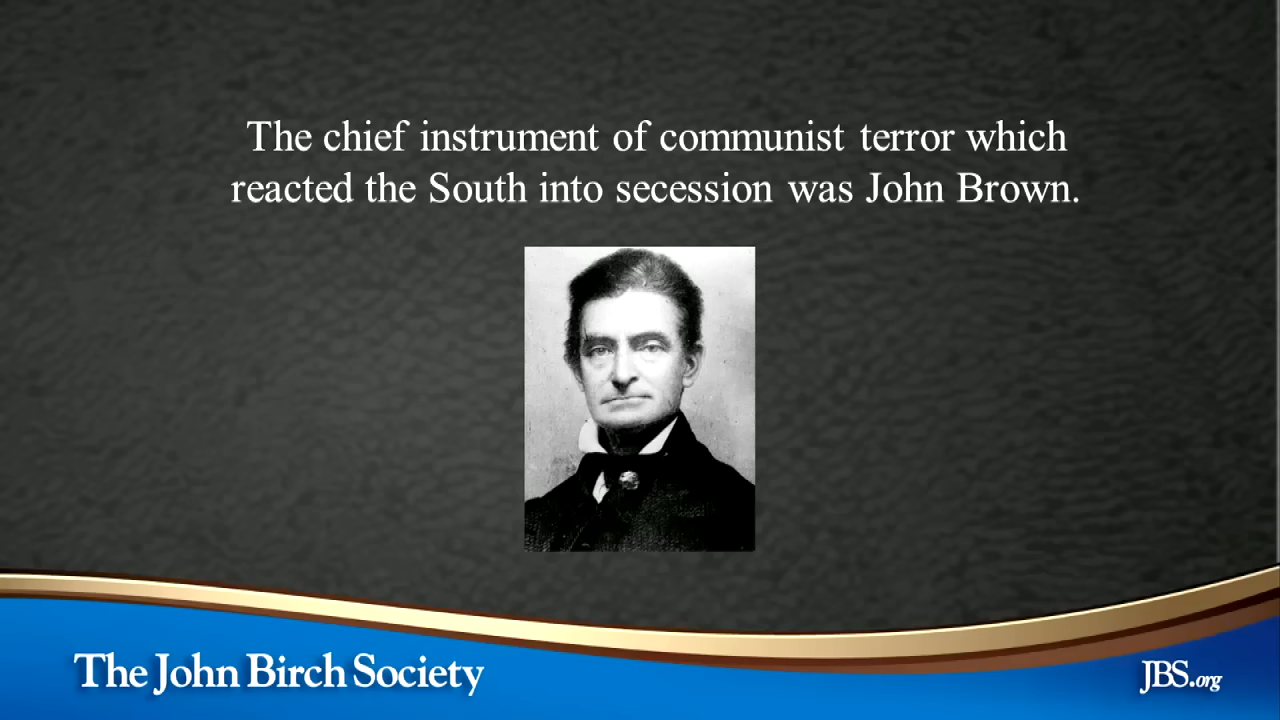 The chief instrument of communist terror which
reacted the South into secession was John Brown.
The John Birch Society
JBS.org